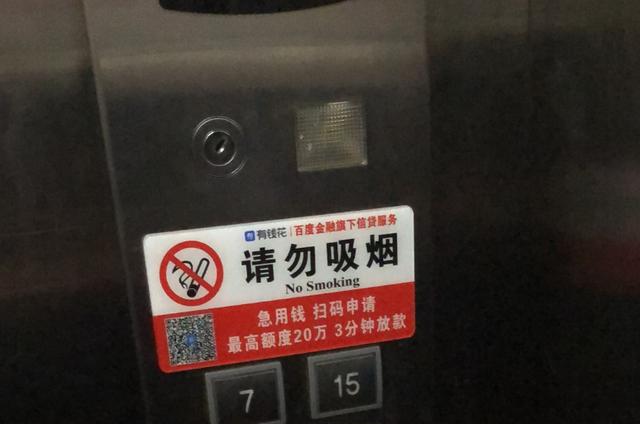 有钱花 | 百度金融旗下信贷服务
请勿吸烟
No Smoking
急用钱 扫码申请
最高额度20万 3分钟放款
7
15